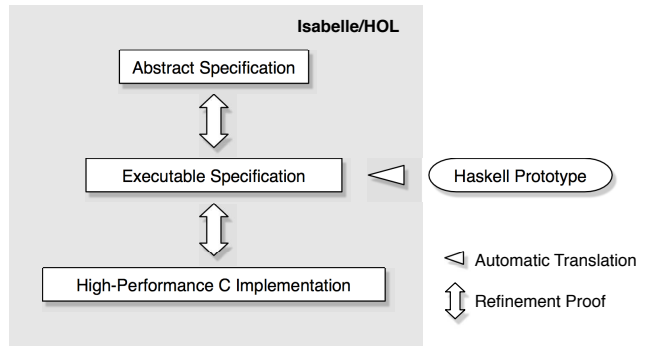 Isabelle/HOL
Abstract Specification
Executable Specification
Haskell Prototype
High-Performance C Implementation
Automatic Translation
Refinement Proof